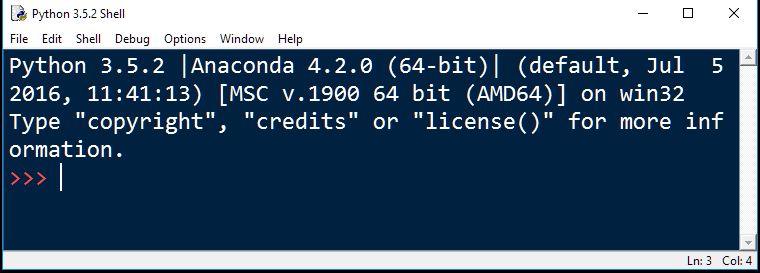 Python 3.5.2 Shell
File Edit Shell Debug Options Window Help
Python 3.5.2 |Anaconda 4.2.0 (64-bit)| (default, Jul  5
2016, 11:41:13) [MSC v.1900 64 bit (AMD64)] on win32
Type "copyright", "credits" or "license()" for more inf
ormation.
>>>
Ln: 3 Col: 4